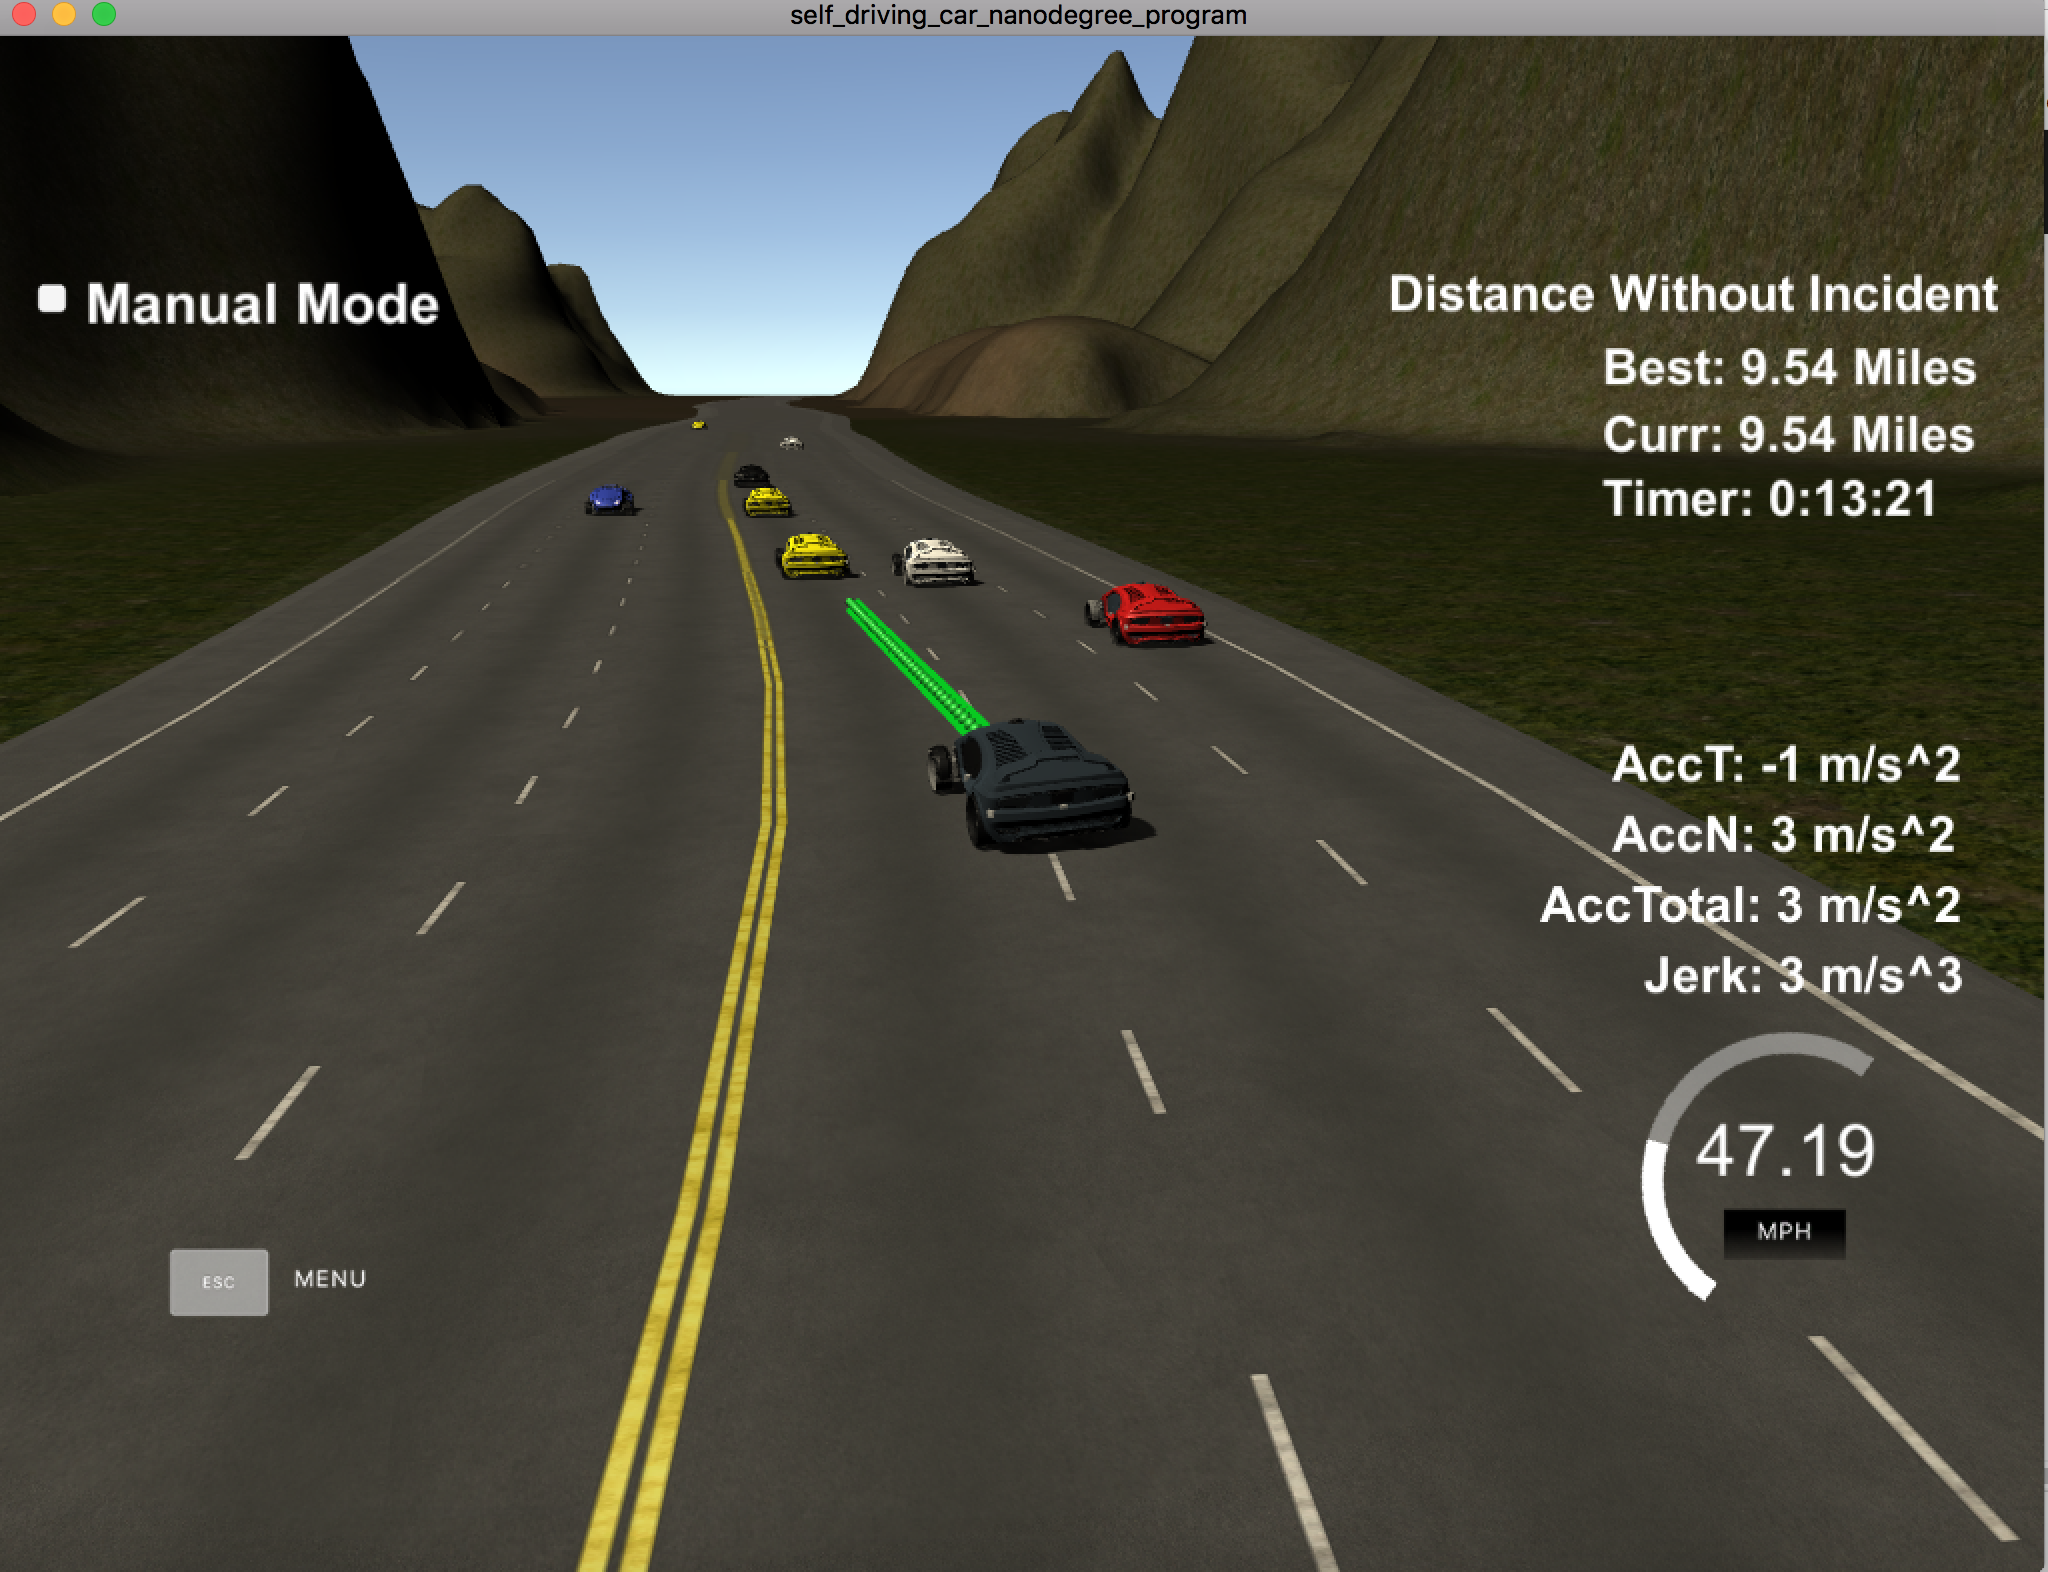 self_driving_car_nanodegree_program
Manual Mode
Distance Without Incident
Best: 9.54 Miles
Curr: 9.54 Miles
Timer: 0:13:21
AccT: -1 m/s^2
AccN: 3 m/s^2
AccTotal: 3 m/s^2
Jerk: 3 m/s^3
47.19
MPH
ESC MENU